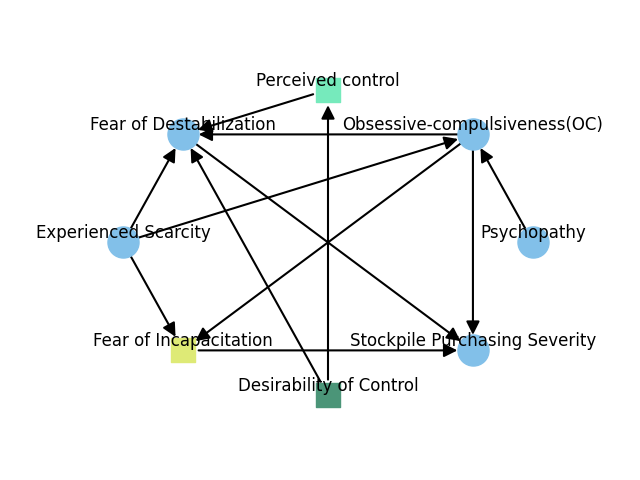 Perceived control
Fear of Destabilization
Obsessive-compulsiveness(OC)
Experienced Scarcity
Psychopathy
Fear of Incapacitation
Stockpile Purchasing Severity
Desirability of Control